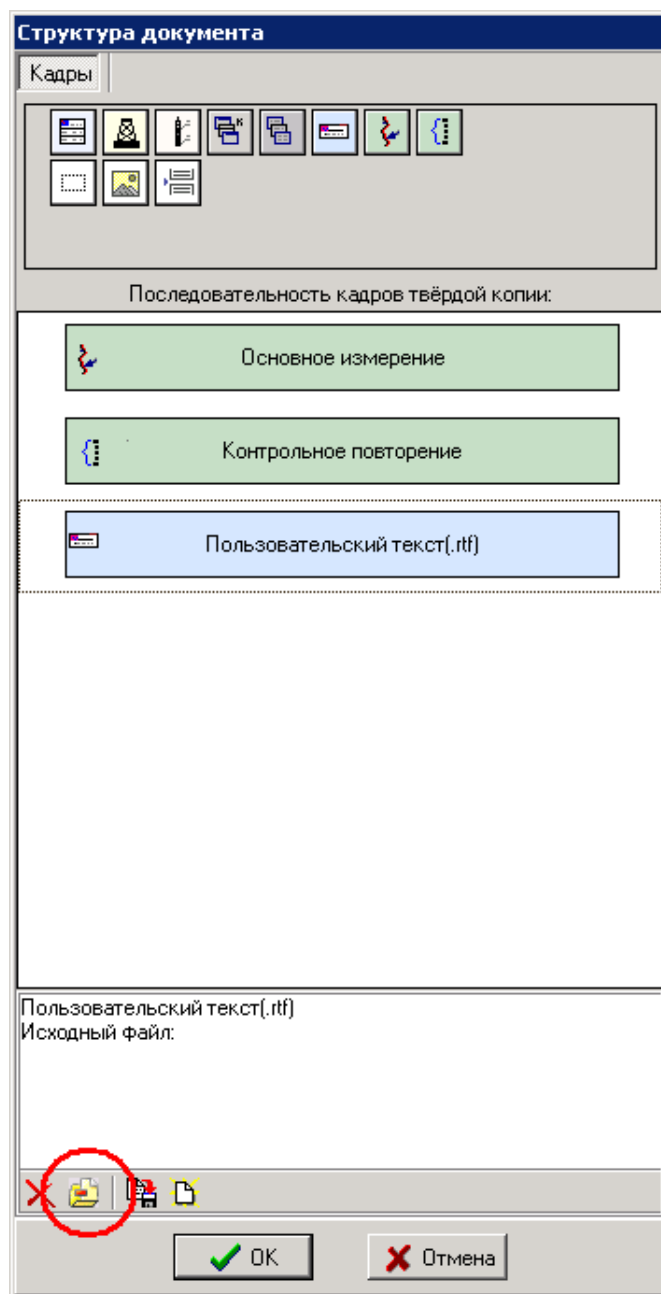 Структура документа
Кадры
Последовательность кадров твёрдой копии:
Основное измерение
Контрольное повторение
Пользовательский текст(.rtf)
Пользовательский текст(.rtf)
Исходный файл:
OK
Отмена